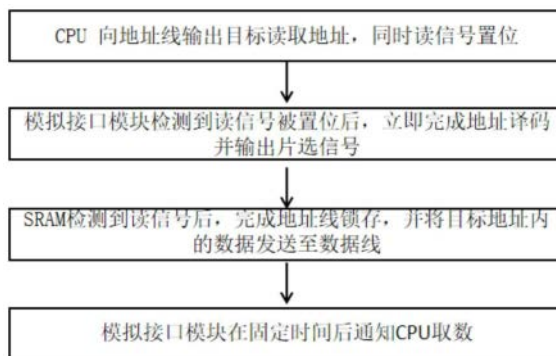 CPU 向地址线输出目标读取地址，同时读信号置位
模拟接口模块检测到读信号被置位后，立即完成地址译码
并输出片选信号
SRAM检测到读信号后，完成地址线锁存，并将目标地址内
的数据发送至数据线
模拟接口模块在固定时间后通知CPU取数